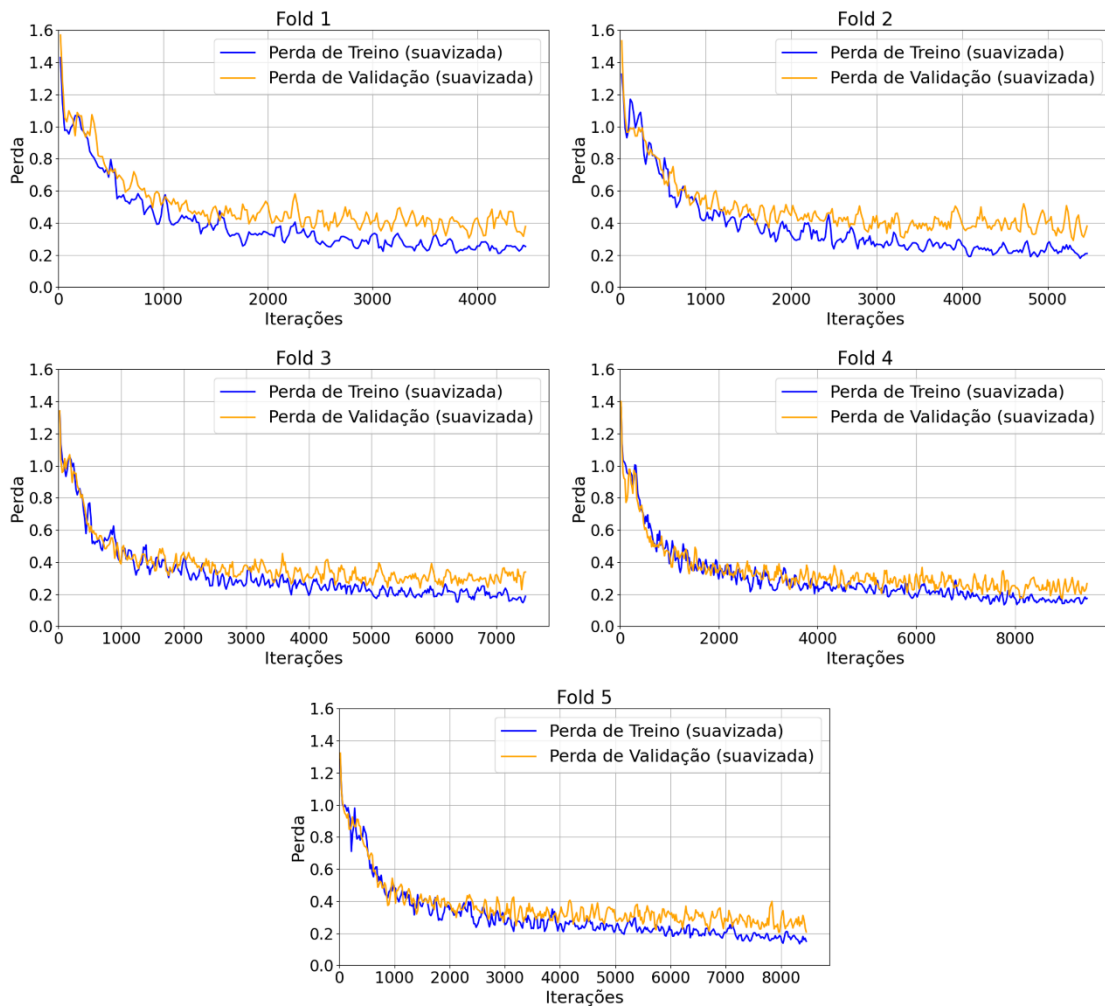 Fold 1
Perda de Treino (suavizada)
Perda de Validação (suavizada)
1.6
1.4
1.2
1.0
0.8
0.6
0.4
0.2
0.0
Perda
0 1000 2000 3000 4000
Iterações
Fold 2
Perda de Treino (suavizada)
Perda de Validação (suavizada)
1.6
1.4
1.2
1.0
0.8
0.6
0.4
0.2
0.0
Perda
0 1000 2000 3000 4000 5000
Iterações
Fold 3
Perda de Treino (suavizada)
Perda de Validação (suavizada)
1.6
1.4
1.2
1.0
0.8
0.6
0.4
0.2
0.0
Perda
0 1000 2000 3000 4000 5000 6000 7000
Iterações
Fold 4
Perda de Treino (suavizada)
Perda de Validação (suavizada)
1.6
1.4
1.2
1.0
0.8
0.6
0.4
0.2
0.0
Perda
0 2000 4000 6000 8000
Iterações
Fold 5
Perda de Treino (suavizada)
Perda de Validação (suavizada)
1.6
1.4
1.2
1.0
0.8
0.6
0.4
0.2
0.0
Perda
0 1000 2000 3000 4000 5000 6000 7000 8000
Iterações